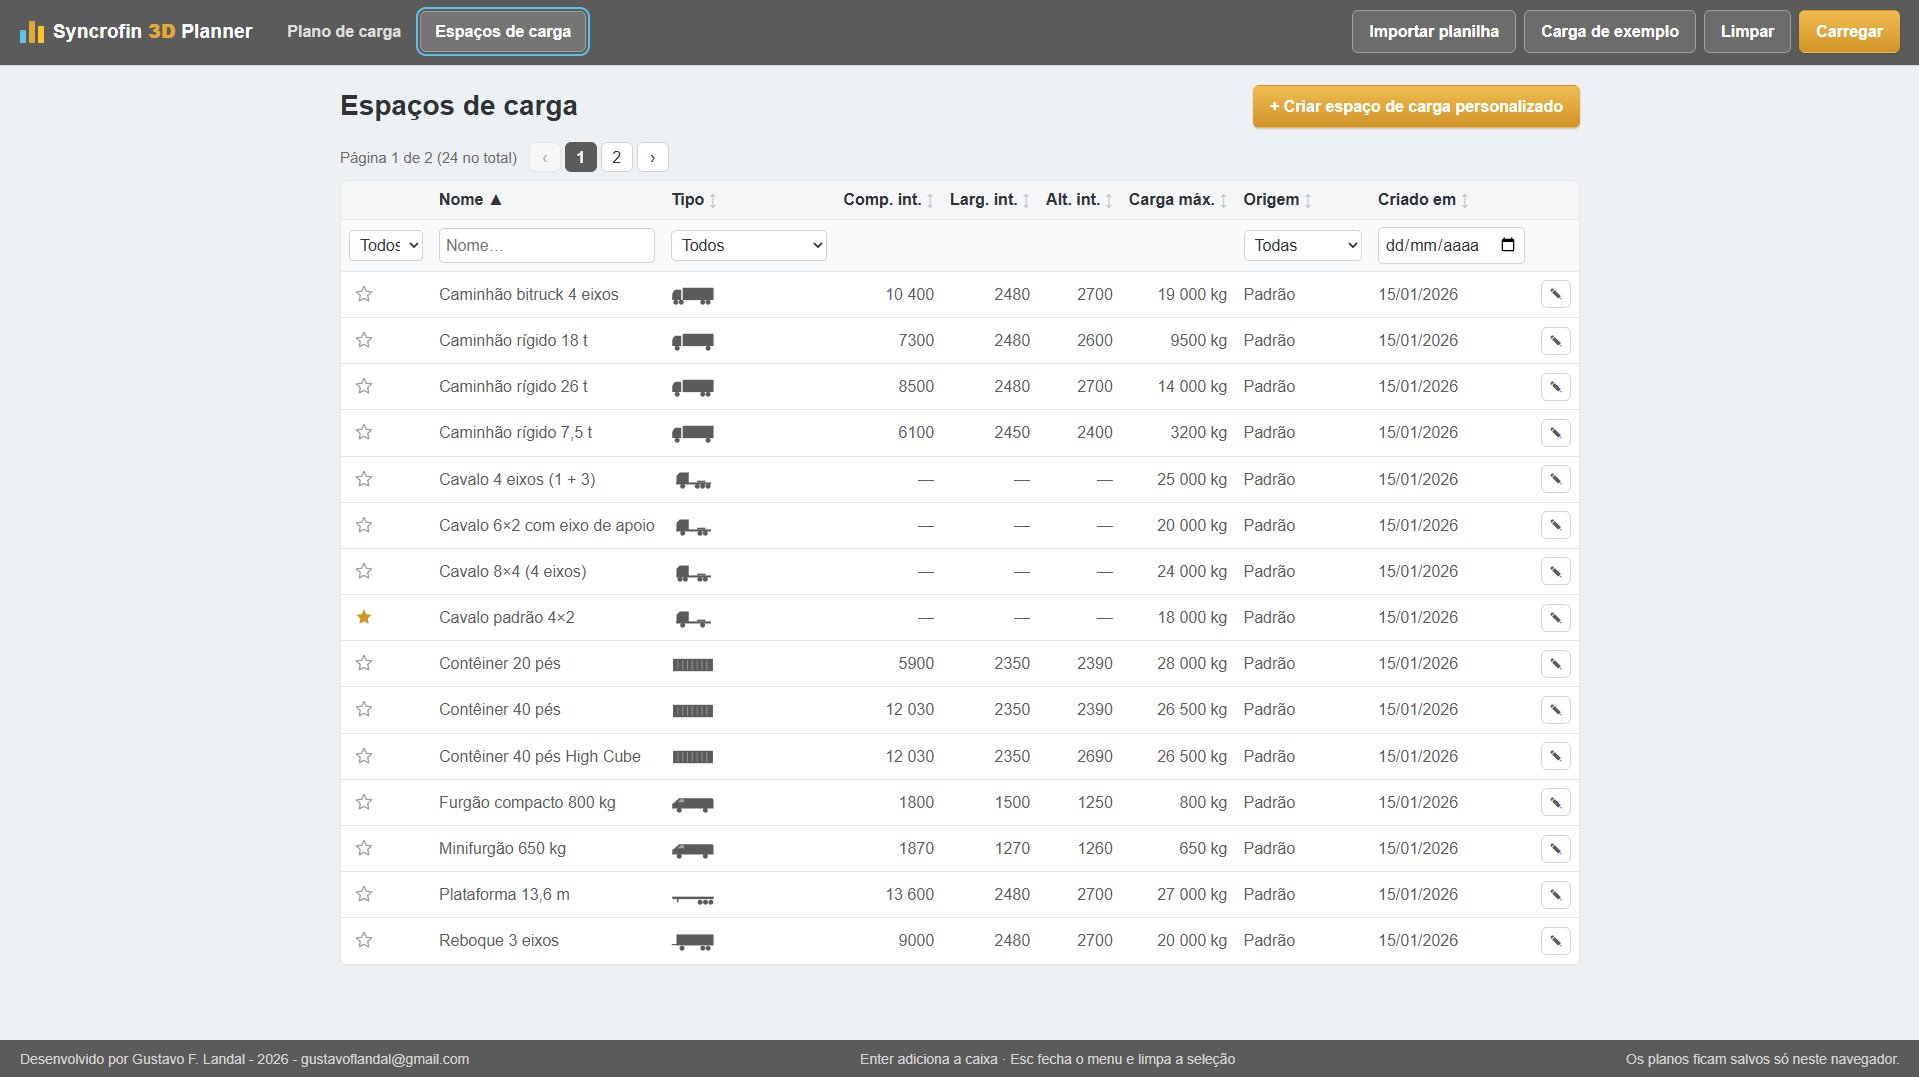 Syncrofin 3D Planner Plano de carga Espaços de carga Importar planilha Carga de exemplo Limpar Carregar
Espaços de carga + Criar espaço de carga personalizado
Página 1 de 2 (24 no total) ‹ 1 2 ›
Nome ▲ Tipo ↕ Comp. int. ↕ Larg. int. ↕ Alt. int. ↕ Carga máx. ↕ Origem ↕ Criado em ↕
Todos Nome… Todos Todas dd/mm/aaaa
Caminhão bitruck 4 eixos 10 400 2480 2700 19 000 kg Padrão 15/01/2026
Caminhão rígido 18 t 7300 2480 2600 9500 kg Padrão 15/01/2026
Caminhão rígido 26 t 8500 2480 2700 14 000 kg Padrão 15/01/2026
Caminhão rígido 7,5 t 6100 2450 2400 3200 kg Padrão 15/01/2026
Cavalo 4 eixos (1 + 3) — — — 25 000 kg Padrão 15/01/2026
Cavalo 6×2 com eixo de apoio — — — 20 000 kg Padrão 15/01/2026
Cavalo 8×4 (4 eixos) — — — 24 000 kg Padrão 15/01/2026
Cavalo padrão 4×2 — — — 18 000 kg Padrão 15/01/2026
Contêiner 20 pés 5900 2350 2390 28 000 kg Padrão 15/01/2026
Contêiner 40 pés 12 030 2350 2390 26 500 kg Padrão 15/01/2026
Contêiner 40 pés High Cube 12 030 2350 2690 26 500 kg Padrão 15/01/2026
Furgão compacto 800 kg 1800 1500 1250 800 kg Padrão 15/01/2026
Minifurgão 650 kg 1870 1270 1260 650 kg Padrão 15/01/2026
Plataforma 13,6 m 13 600 2480 2700 27 000 kg Padrão 15/01/2026
Reboque 3 eixos 9000 2480 2700 20 000 kg Padrão 15/01/2026
Desenvolvido por Gustavo F. Landal - 2026 - gustavoflandal@gmail.com Enter adiciona a caixa · Esc fecha o menu e limpa a seleção Os planos ficam salvos só neste navegador.